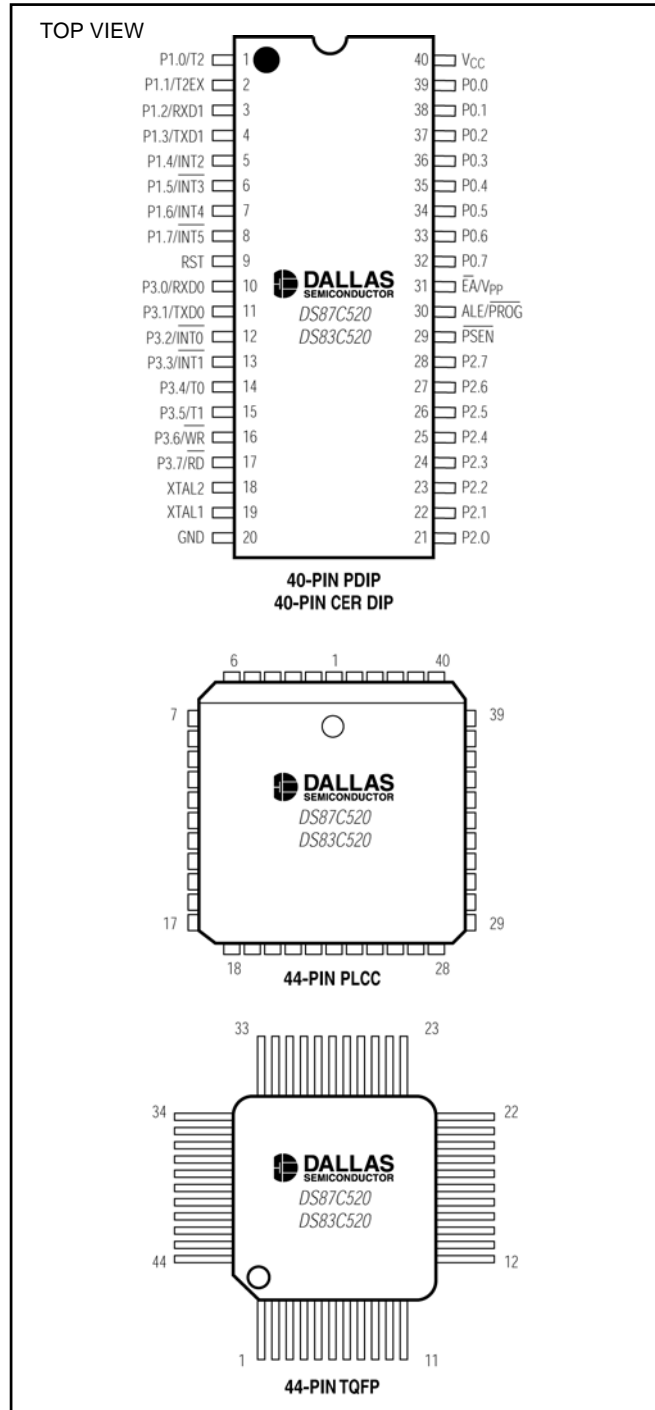 TOP VIEW
P1.0/T2 1 40 VCC
P1.1/T2EX 2 39 P0.0
P1.2/RXD1 3 38 P0.1
P1.3/TXD1 4 37 P0.2
P1.4/INT2 5 36 P0.3
P1.5/INT3 6 35 P0.4
P1.6/INT4 7 34 P0.5
P1.7/INT5 8 33 P0.6
RST 9 32 P0.7
P3.0/RXD0 10 31 EA/VPP
P3.1/TXD0 11 30 ALE/PROG
P3.2/INT0 12 29 PSEN
P3.3/INT1 13 28 P2.7
P3.4/T0 14 27 P2.6
P3.5/T1 15 26 P2.5
P3.6/WR 16 25 P2.4
P3.7/RD 17 24 P2.3
XTAL2 18 23 P2.2
XTAL1 19 22 P2.1
GND 20 21 P2.0
DALLAS
SEMICONDUCTOR
DS87C520
DS83C520
40-PIN PDIP
40-PIN CER DIP
6 1 40
7 39
DALLAS
SEMICONDUCTOR
DS87C520
DS83C520
17 29
18 28
44-PIN PLCC
33 23
34 22
DALLAS
SEMICONDUCTOR
DS87C520
DS83C520
44 12
1 11
44-PIN TQFP